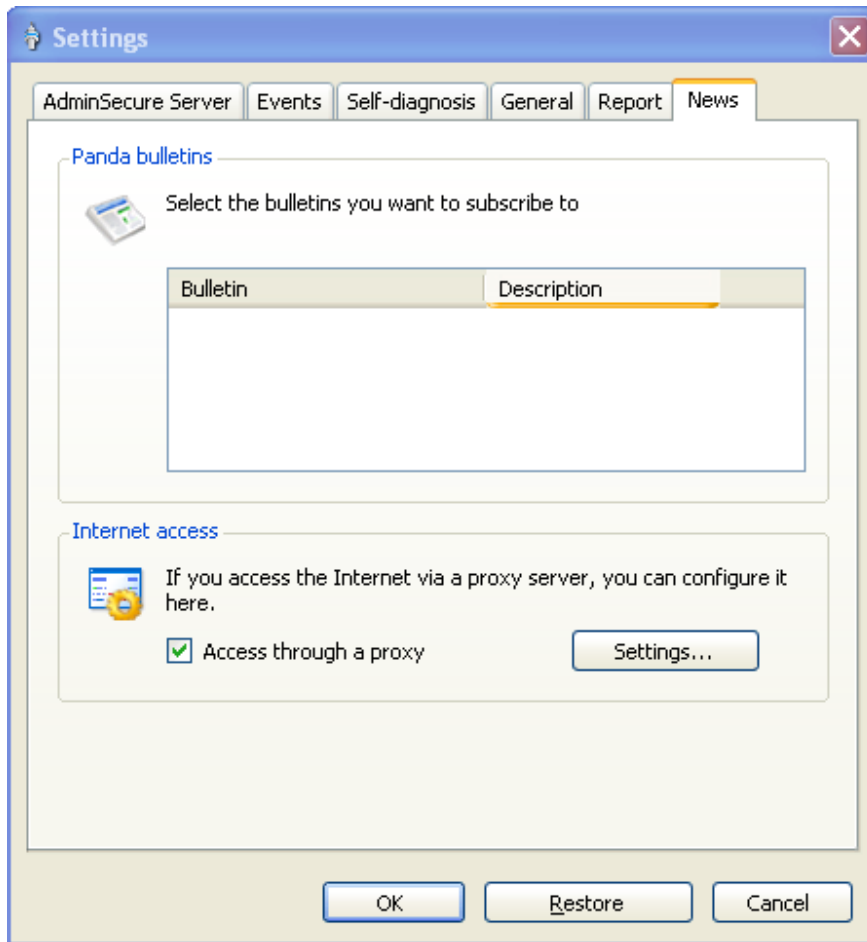 Settings
AdminSecure Server Events Self-diagnosis General Report News
Panda bulletins
Select the bulletins you want to subscribe to
Bulletin Description
Internet access
If you access the Internet via a proxy server, you can configure it
here.
Access through a proxy Settings...
OK Restore Cancel